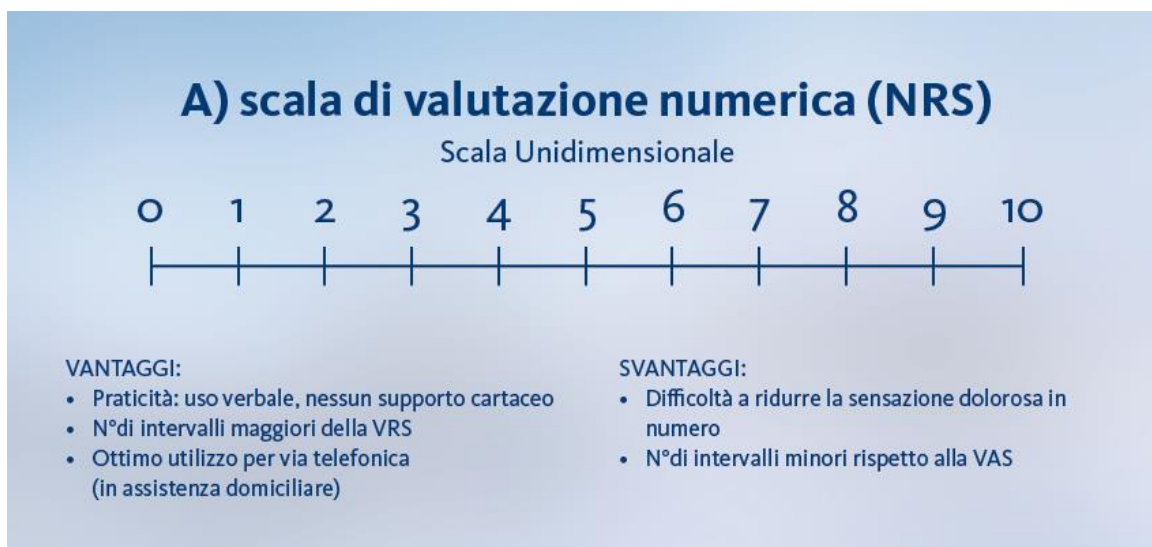 A) scala di valutazione numerica (NRS)
Scala Unidimensionale
0 1 2 3 4 5 6 7 8 9 10
VANTAGGI:
• Praticità: uso verbale, nessun supporto cartaceo
• N°di intervalli maggiori della VRS
• Ottimo utilizzo per via telefonica
(in assistenza domiciliare)
SVANTAGGI:
• Difficoltà a ridurre la sensazione dolorosa in
numero
• N°di intervalli minori rispetto alla VAS